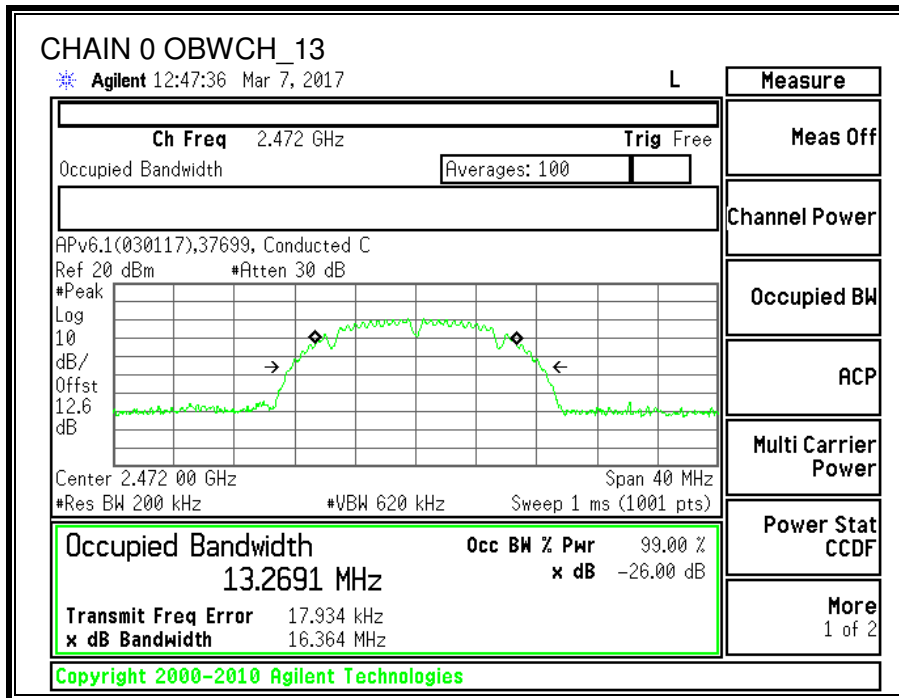 CHAIN 0 OBWCH_13
Agilent 12:47:36 Mar 7, 2017 L
Measure
Ch Freq 2.472 GHz Trig Free
Occupied Bandwidth Averages: 100
APv6.1(030117),37699, Conducted C
Ref 20 dBm #Atten 30 dB
#Peak
Log
10
dB/
Offst
12.6
dB
Center 2.472 00 GHz Span 40 MHz
#Res BW 200 kHz #VBW 620 kHz Sweep 1 ms (1001 pts)
Occupied Bandwidth Occ BW % Pwr 99.00 %
13.2691 MHz x dB -26.00 dB
Transmit Freq Error 17.934 kHz
x dB Bandwidth 16.364 MHz
Meas Off
Channel Power
Occupied BW
ACP
Multi Carrier
Power
Power Stat
CCDF
More
1 of 2
Copyright 2000-2010 Agilent Technologies